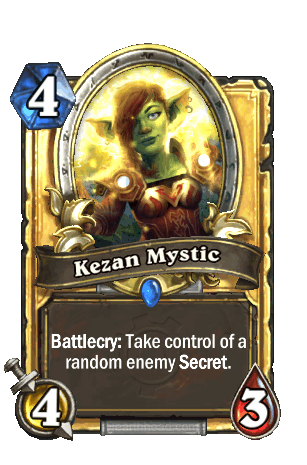 4
Kezan Mystic
Battlecry: Take control of a
random enemy Secret.
4
3